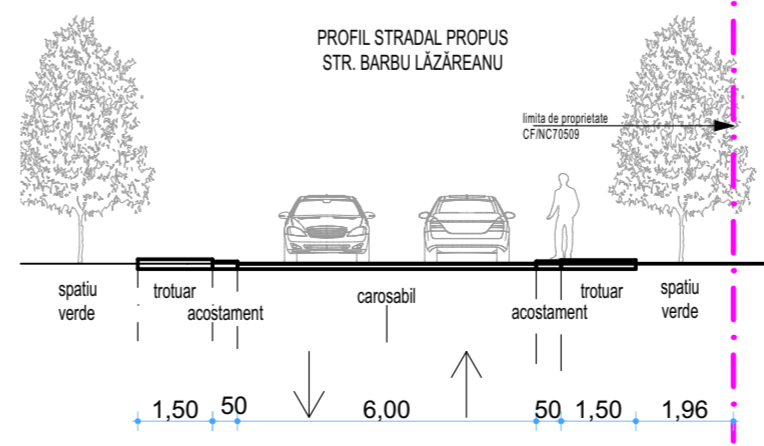 PROFIL STRADAL PROPUS
STR. BARBU LĂZĂREANU
limita de proprietate
CF/NC70509
spatiu
verde
trotuar
acostament
carosabil
acostament
trotuar
spatiu
verde
1,50 50 6,00 50 1,50 1,96